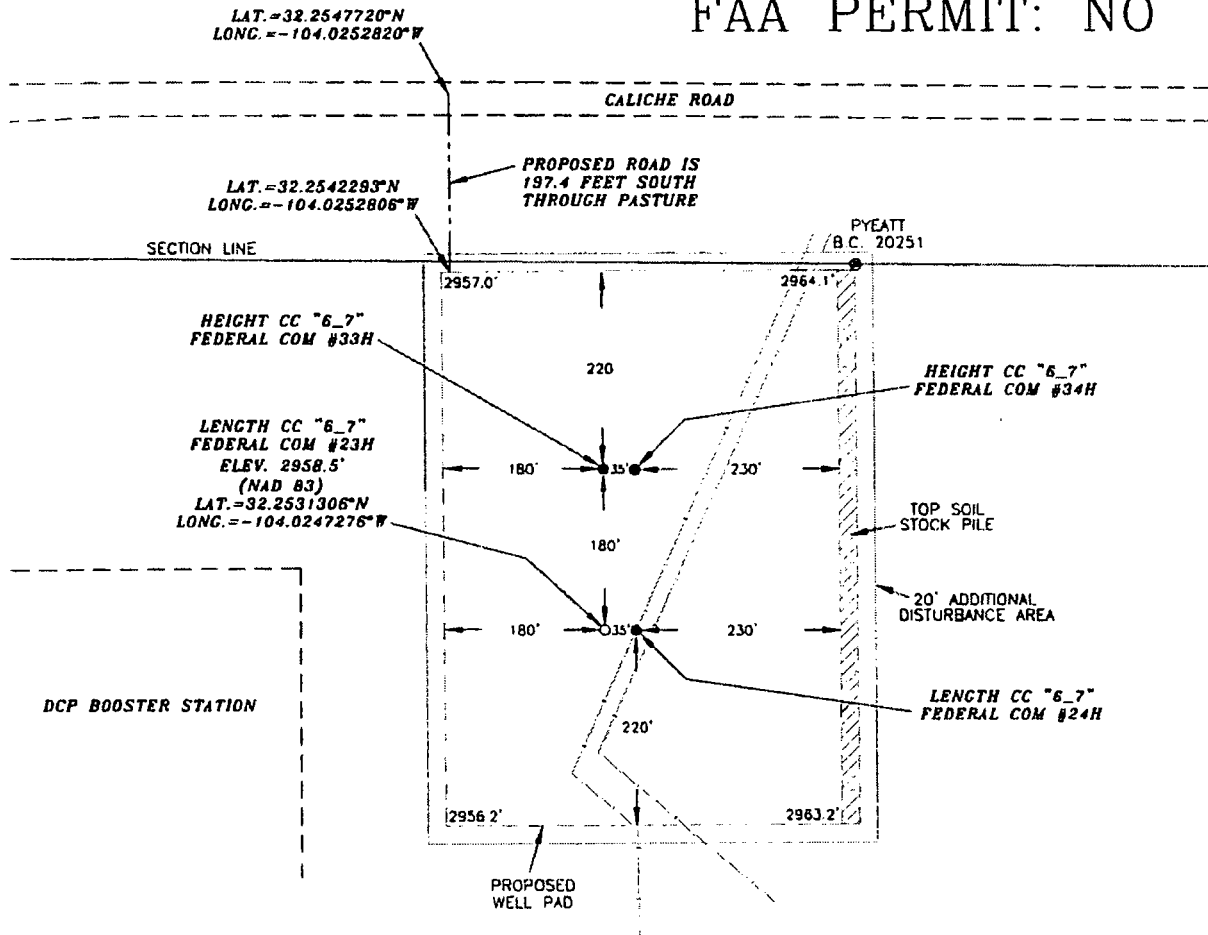 FAA PERMIT: NO
LAT.=32.2547720°N
LONG.=-104.0252820°W
CALICHE ROAD
PROPOSED ROAD IS
197.4 FEET SOUTH
THROUGH PASTURE
LAT.=32.2542293°N
LONG.=-104.0252806°W
SECTION LINE
PYEATT
B.C. 20251
2957.0'
2964.1'
HEIGHT CC "6_7"
FEDERAL COM #33H
220
HEIGHT CC "6_7"
FEDERAL COM #34H
LENGTH CC "6_7"
FEDERAL COM #23H
ELEV. 2958.5'
(NAD 83)
LAT.=32.2531306°N
LONG.=-104.0247276°W
180'
35'
230'
TOP SOIL
STOCK PILE
180'
20' ADDITIONAL
DISTURBANCE AREA
180'
35'
230'
DCP BOOSTER STATION
LENGTH CC "6_7"
FEDERAL COM #24H
220'
2956.2'
2963.2'
PROPOSED
WELL PAD